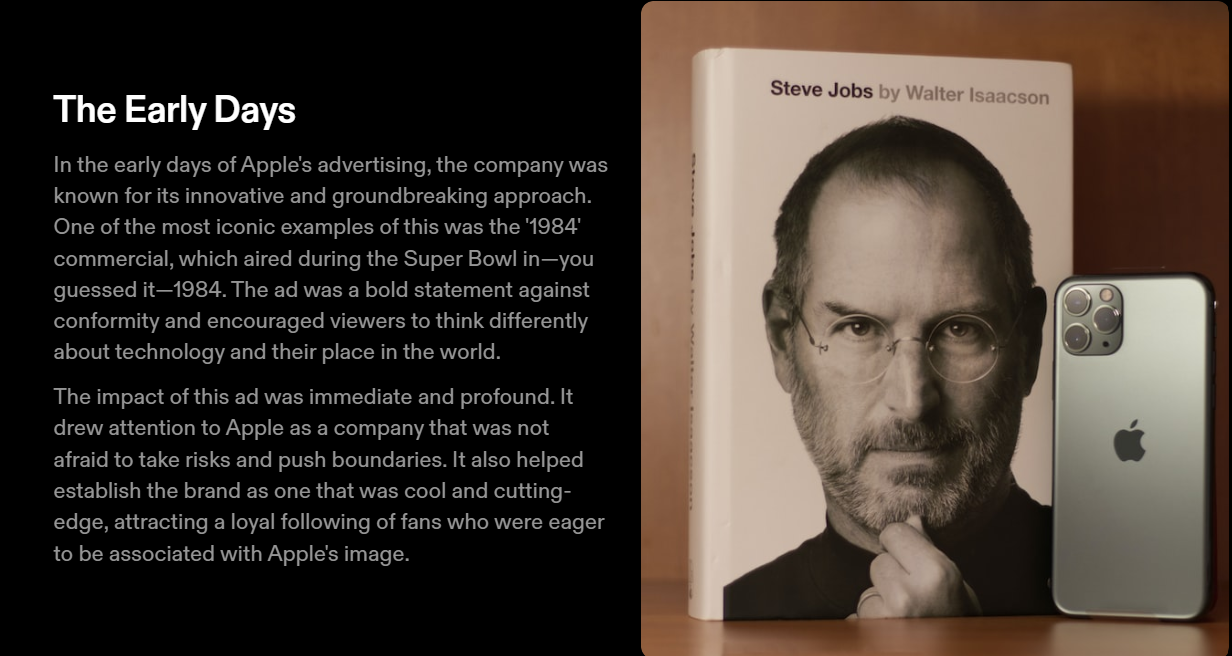 The Early Days
In the early days of Apple's advertising, the company was
known for its innovative and groundbreaking approach.
One of the most iconic examples of this was the '1984'
commercial, which aired during the Super Bowl in—you
guessed it—1984. The ad was a bold statement against
conformity and encouraged viewers to think differently
about technology and their place in the world.
The impact of this ad was immediate and profound. It
drew attention to Apple as a company that was not
afraid to take risks and push boundaries. It also helped
establish the brand as one that was cool and cutting-
edge, attracting a loyal following of fans who were eager
to be associated with Apple's image.
Steve Jobs by Walter Isaacson
Steve Jobs by Walter Isaacson